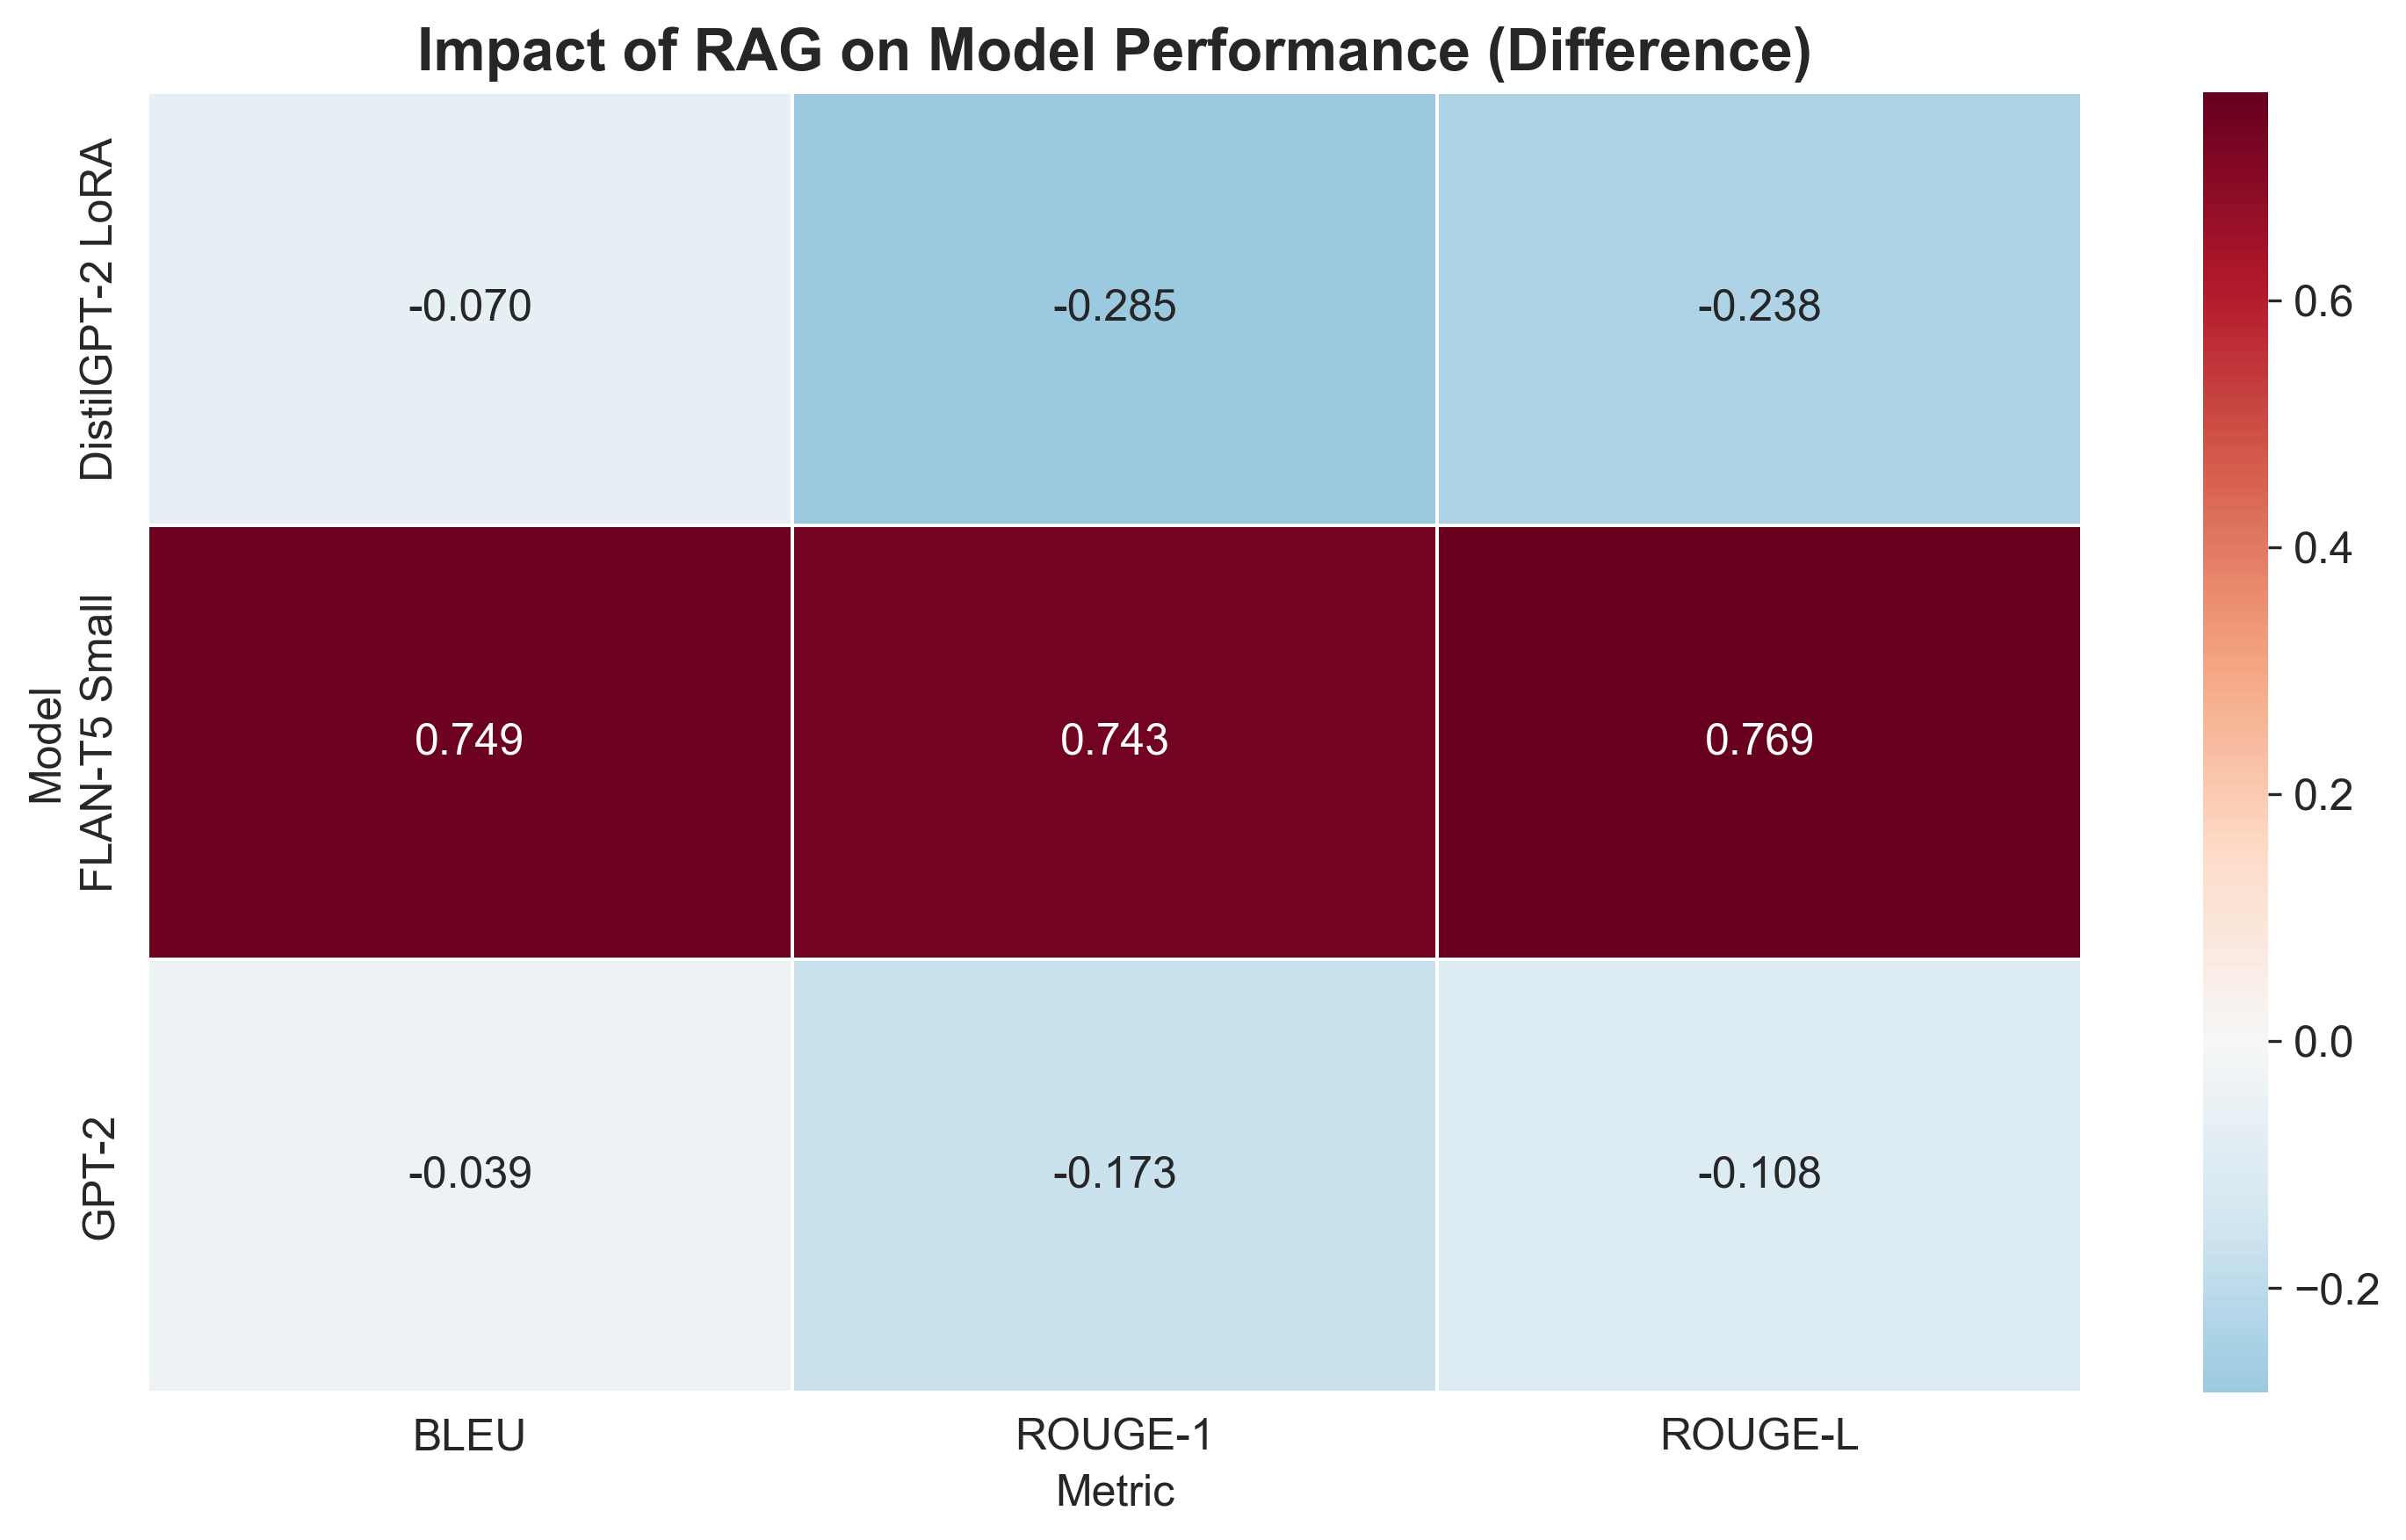 Impact of RAG on Model Performance (Difference)
Model
DistilGPT-2 LoRA
-0.070
-0.285
-0.238
FLAN-T5 Small
0.749
0.743
0.769
GPT-2
-0.039
-0.173
-0.108
BLEU
ROUGE-1
ROUGE-L
Metric
0.6
0.4
0.2
0.0
−0.2